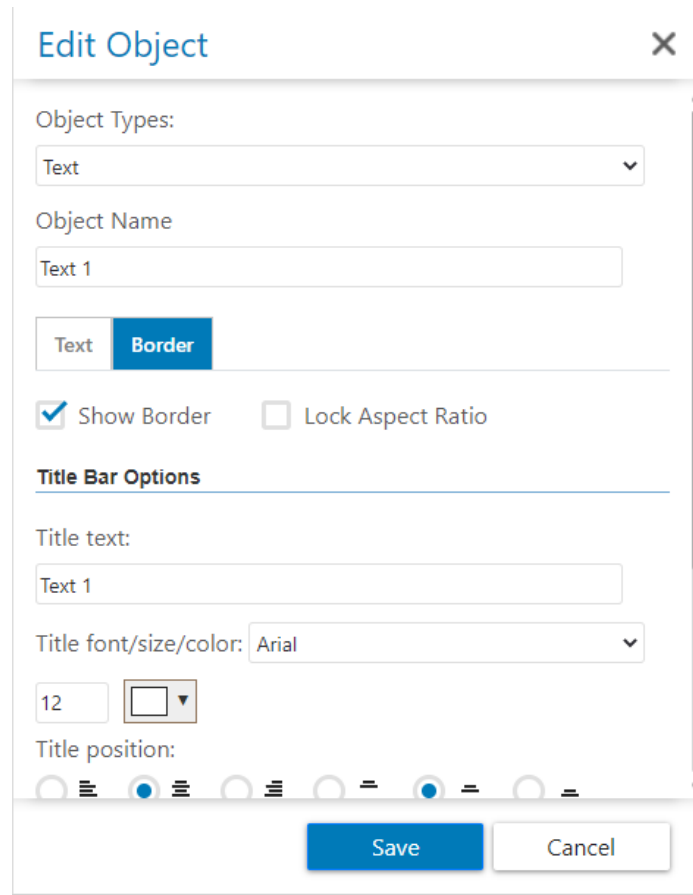 Edit Object
Object Types:
Text
Object Name
Text 1
Text Border
Show Border Lock Aspect Ratio
Title Bar Options
Title text:
Text 1
Title font/size/color: Arial
12
Title position:
Save Cancel